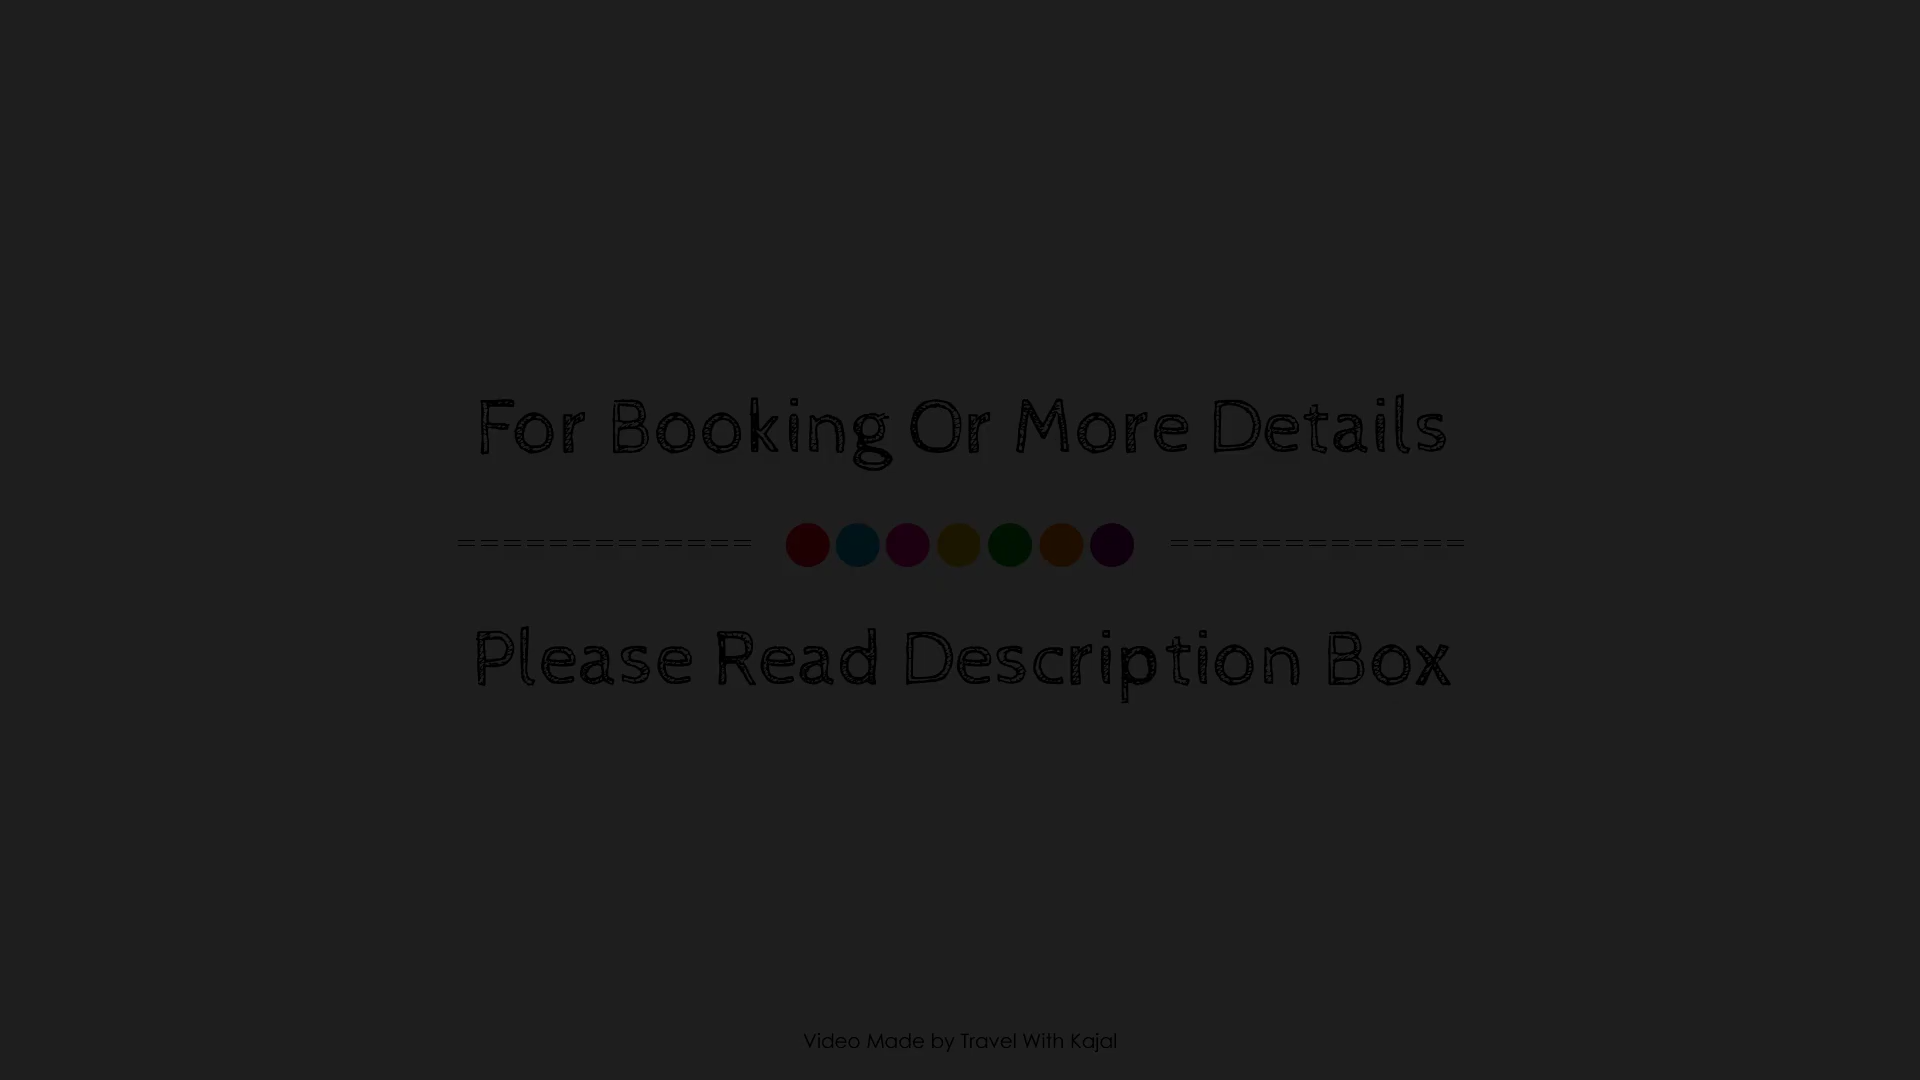 For Booking Or More Details
============= =============
Please Read Description Box
Video Made by Travel With Kajal